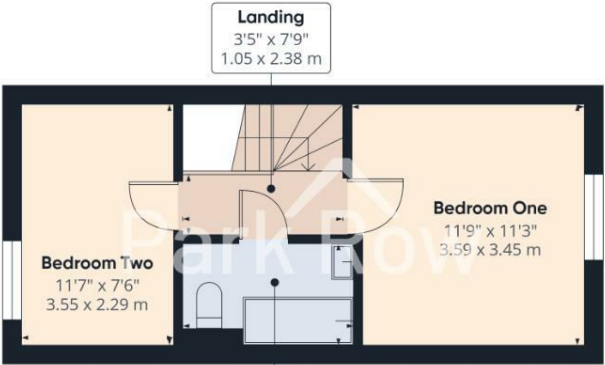 Landing
3'5" x 7'9"
1.05 x 2.38 m
Park Row
Bedroom One
11'9" x 11'3"
3.59 x 3.45 m
Bedroom Two
11'7" x 7'6"
3.55 x 2.29 m